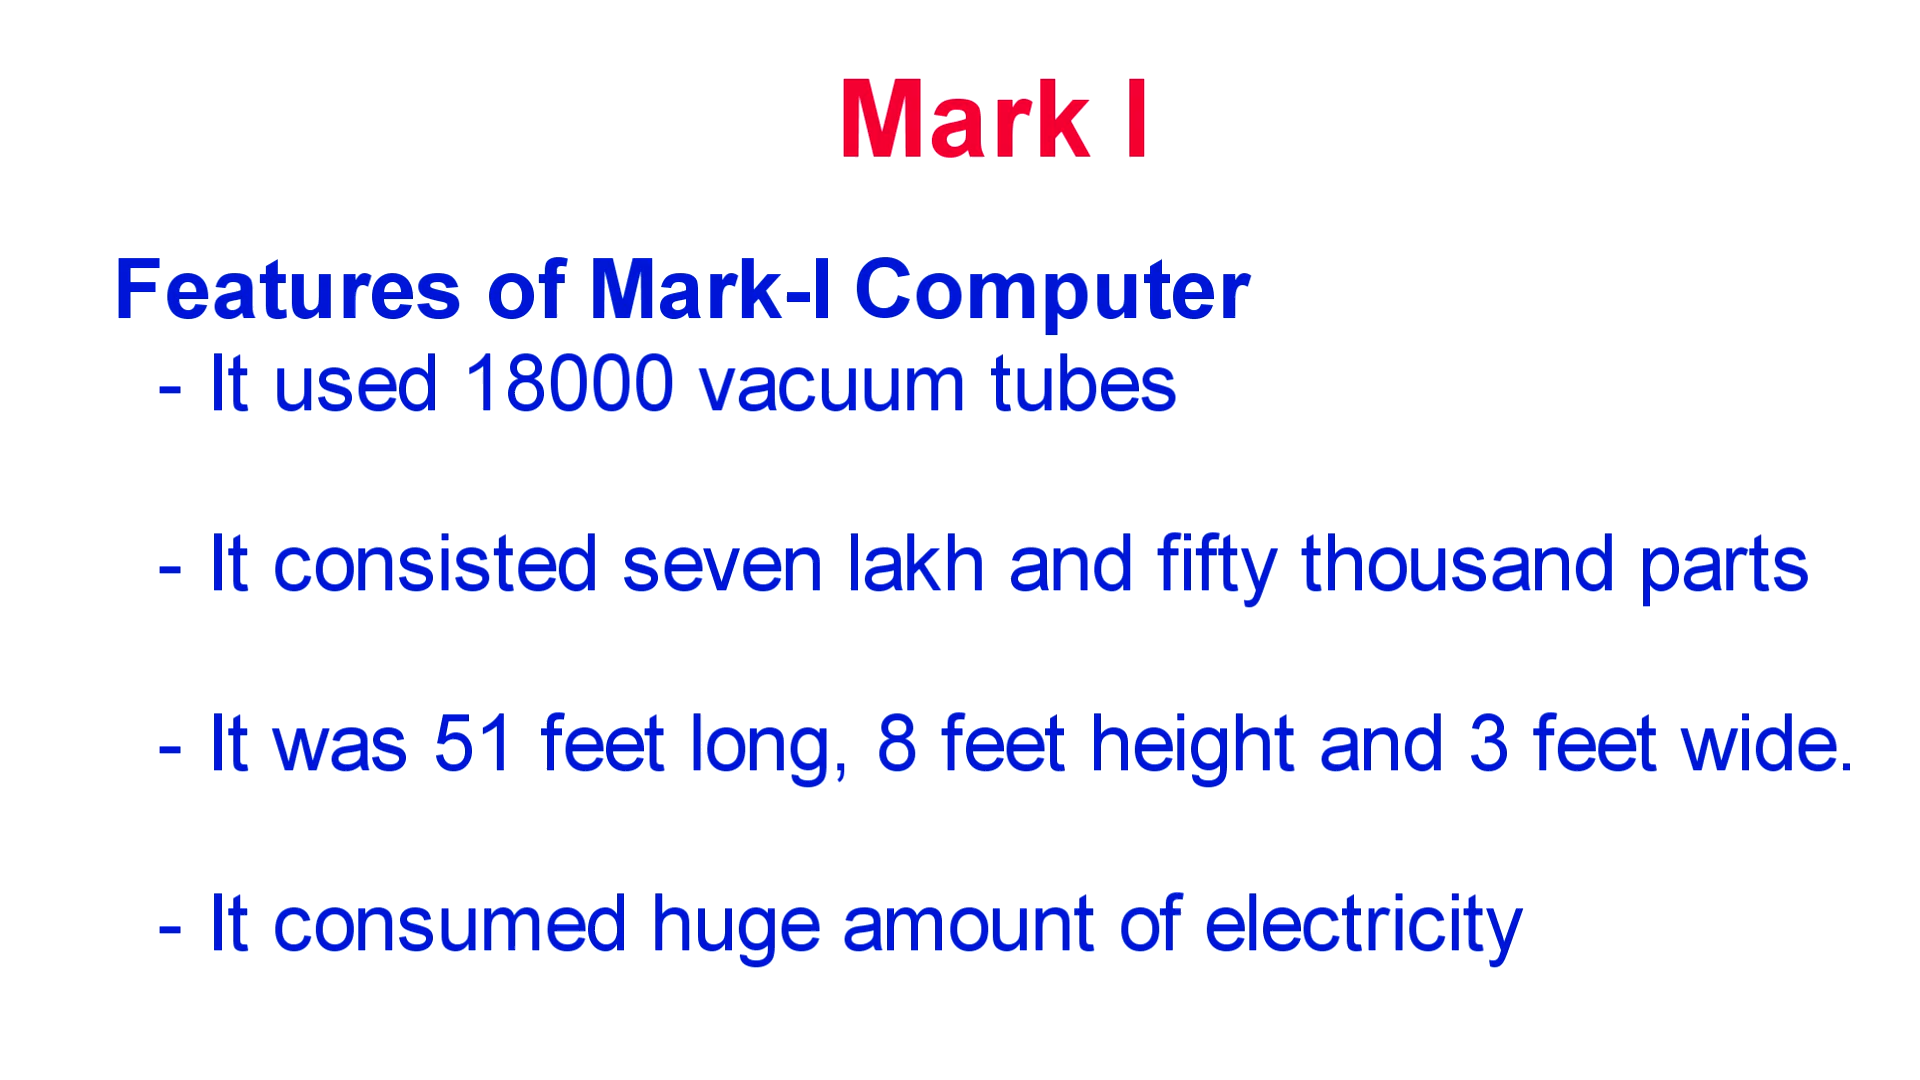 Mark I
Features of Mark-I Computer
- It used 18000 vacuum tubes
- It consisted seven lakh and fifty thousand parts
- It was 51 feet long, 8 feet height and 3 feet wide.
- It consumed huge amount of electricity